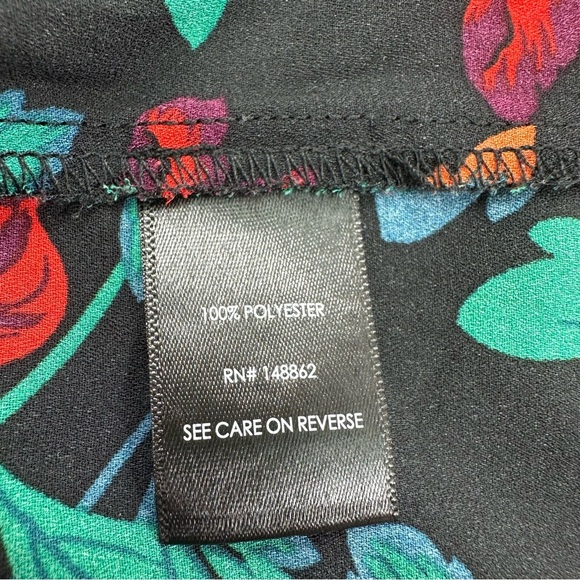 100% POLYESTER
RN# 148862
SEE CARE ON REVERSE